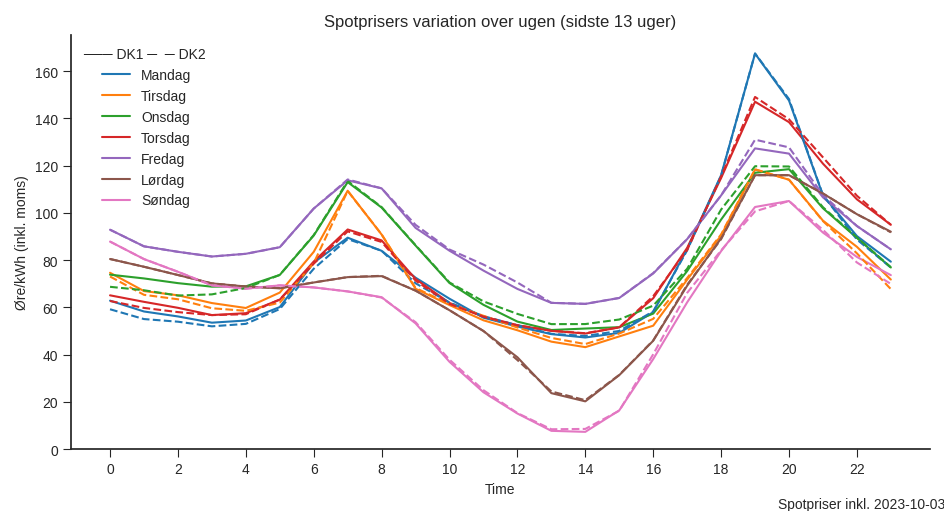 Spotprisers variation over ugen (sidste 13 uger)
DK1 DK2
Mandag
Tirsdag
Onsdag
Torsdag
Fredag
Lørdag
Søndag
Øre/kWh (inkl. moms)
160
140
120
100
80
60
40
20
0
0 2 4 6 8 10 12 14 16 18 20 22
Time
Spotpriser inkl. 2023-10-03